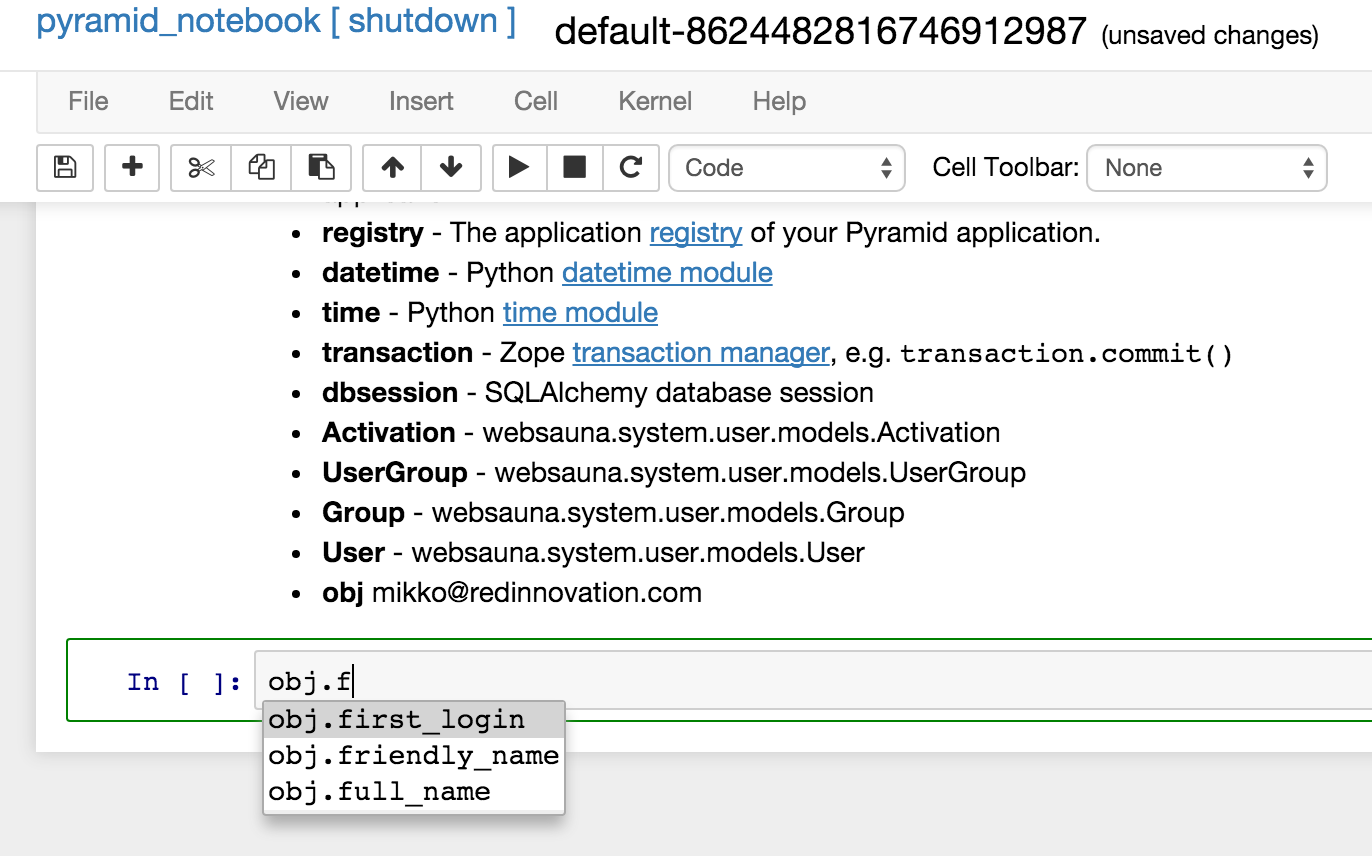 pyramid_notebook [ shutdown ] default-8624482816746912987 (unsaved changes)
File Edit View Insert Cell Kernel Help
Code Cell Toolbar: None
registry - The application registry of your Pyramid application.
datetime - Python datetime module
time - Python time module
transaction - Zope transaction manager, e.g. transaction.commit()
dbsession - SQLAlchemy database session
Activation - websauna.system.user.models.Activation
UserGroup - websauna.system.user.models.UserGroup
Group - websauna.system.user.models.Group
User - websauna.system.user.models.User
obj mikko@redinnovation.com
In [ ]: obj.f
obj.first_login
obj.friendly_name
obj.full_name